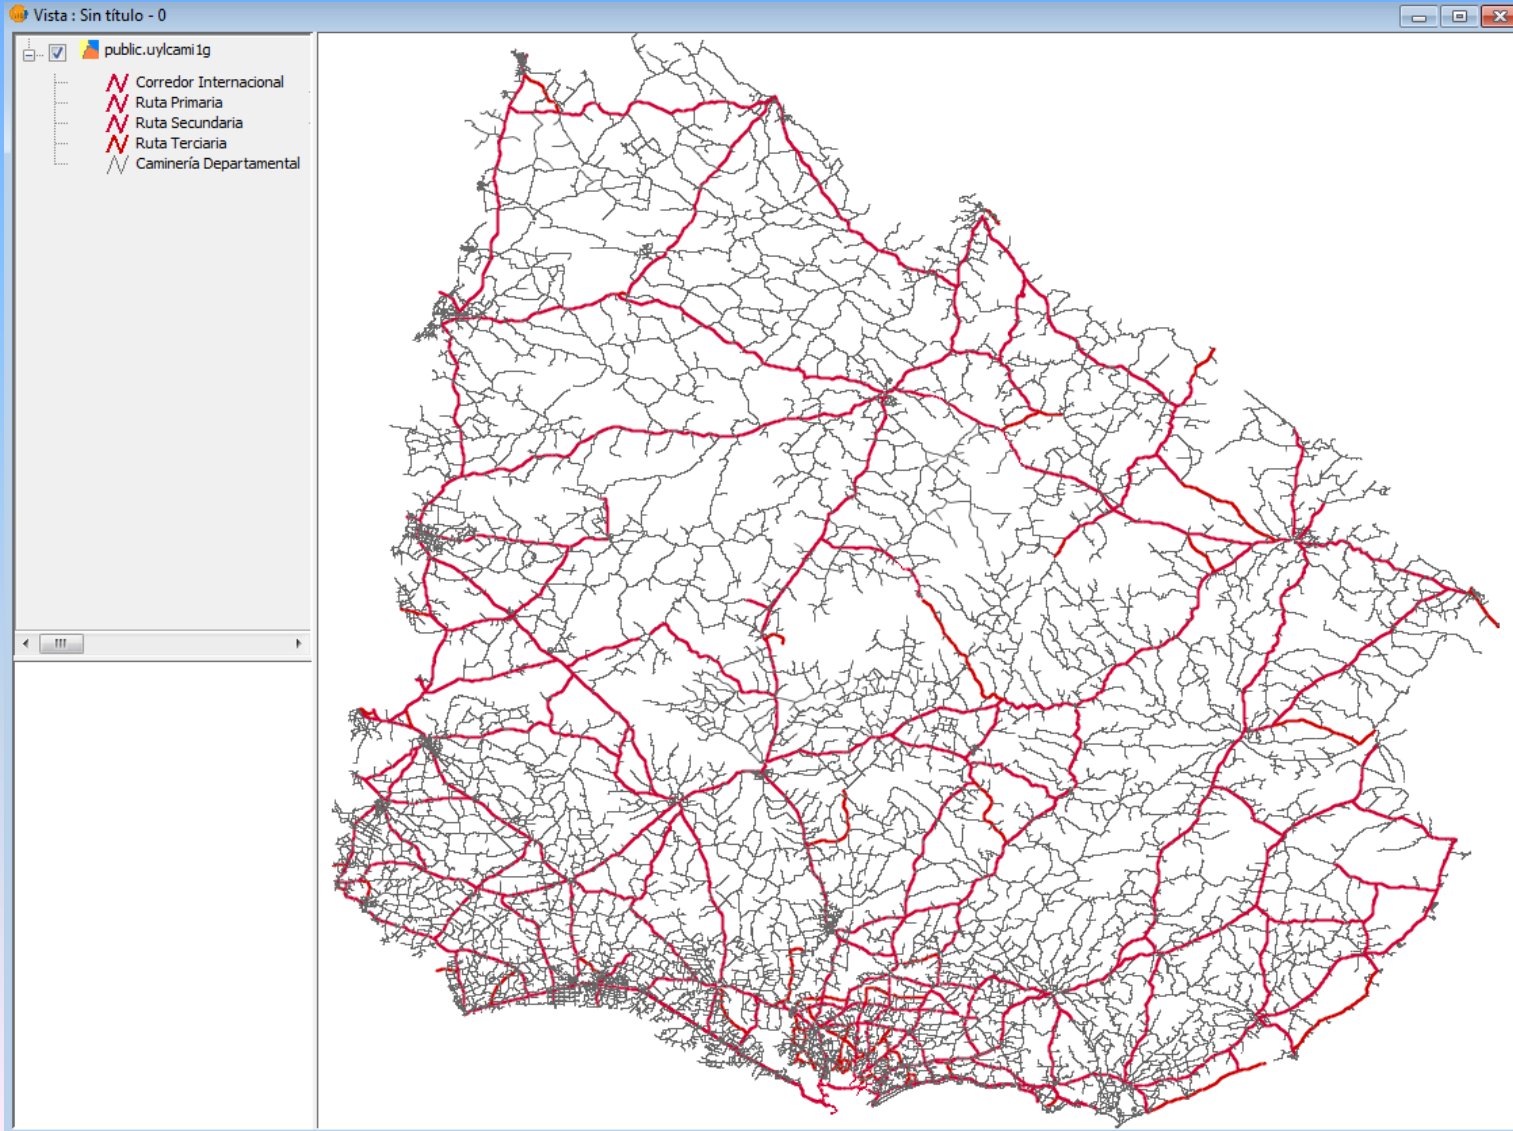 Vista : Sin título - 0
public.uylcami1g
Corredor Internacional
Ruta Primaria
Ruta Secundaria
Ruta Terciaria
Caminería Departamental